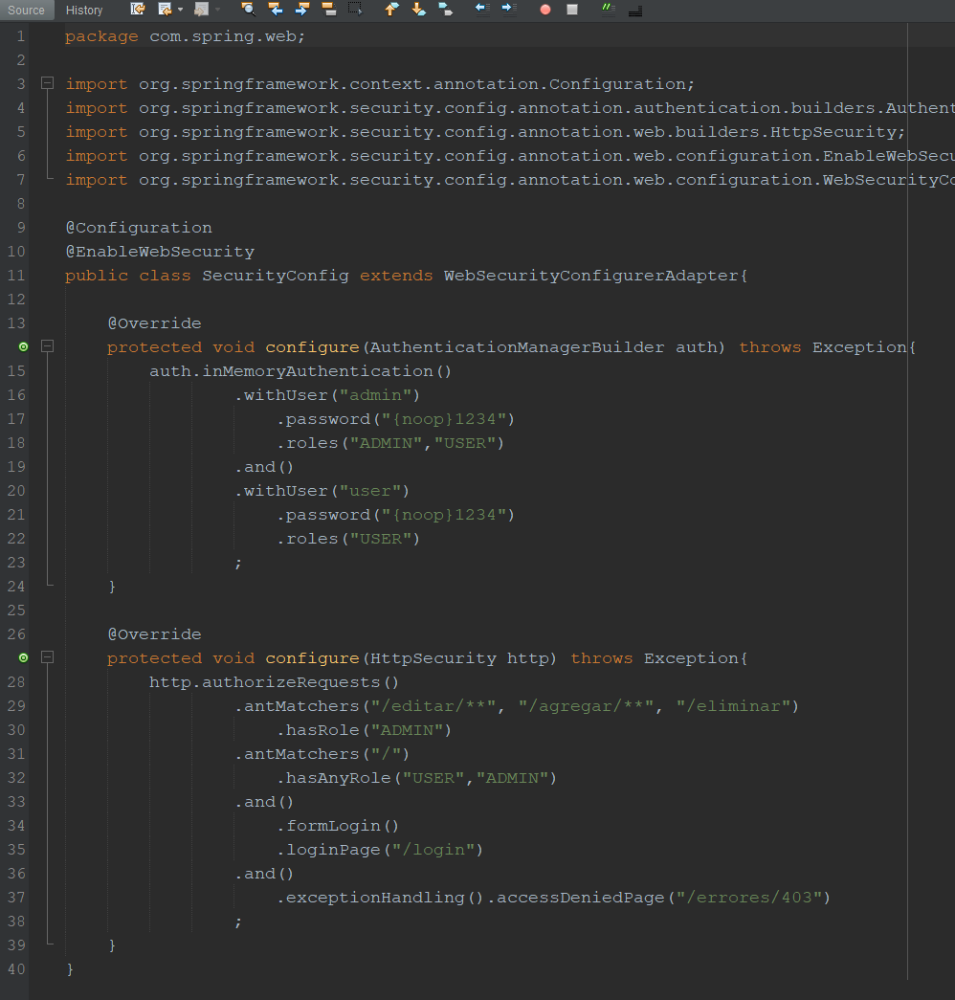 Source History
1 package com.spring.web;
2
3 import org.springframework.context.annotation.Configuration;
4 import org.springframework.security.config.annotation.authentication.builders.Authent
5 import org.springframework.security.config.annotation.web.builders.HttpSecurity;
6 import org.springframework.security.config.annotation.web.configuration.EnableWebSecu
7 import org.springframework.security.config.annotation.web.configuration.WebSecurityCo
8
9 @Configuration
10 @EnableWebSecurity
11 public class SecurityConfig extends WebSecurityConfigurerAdapter{
12
13 @Override
protected void configure(AuthenticationManagerBuilder auth) throws Exception{
15 auth.inMemoryAuthentication()
16 .withUser("admin")
17 .password("{noop}1234")
18 .roles("ADMIN","USER")
19 .and()
20 .withUser("user")
21 .password("{noop}1234")
22 .roles("USER")
23 ;
24 }
25
26 @Override
protected void configure(HttpSecurity http) throws Exception{
28 http.authorizeRequests()
29 .antMatchers("/editar/**", "/agregar/**", "/eliminar")
30 .hasRole("ADMIN")
31 .antMatchers("/")
32 .hasAnyRole("USER","ADMIN")
33 .and()
34 .formLogin()
35 .loginPage("/login")
36 .and()
37 .exceptionHandling().accessDeniedPage("/errores/403")
38 ;
39 }
40 }